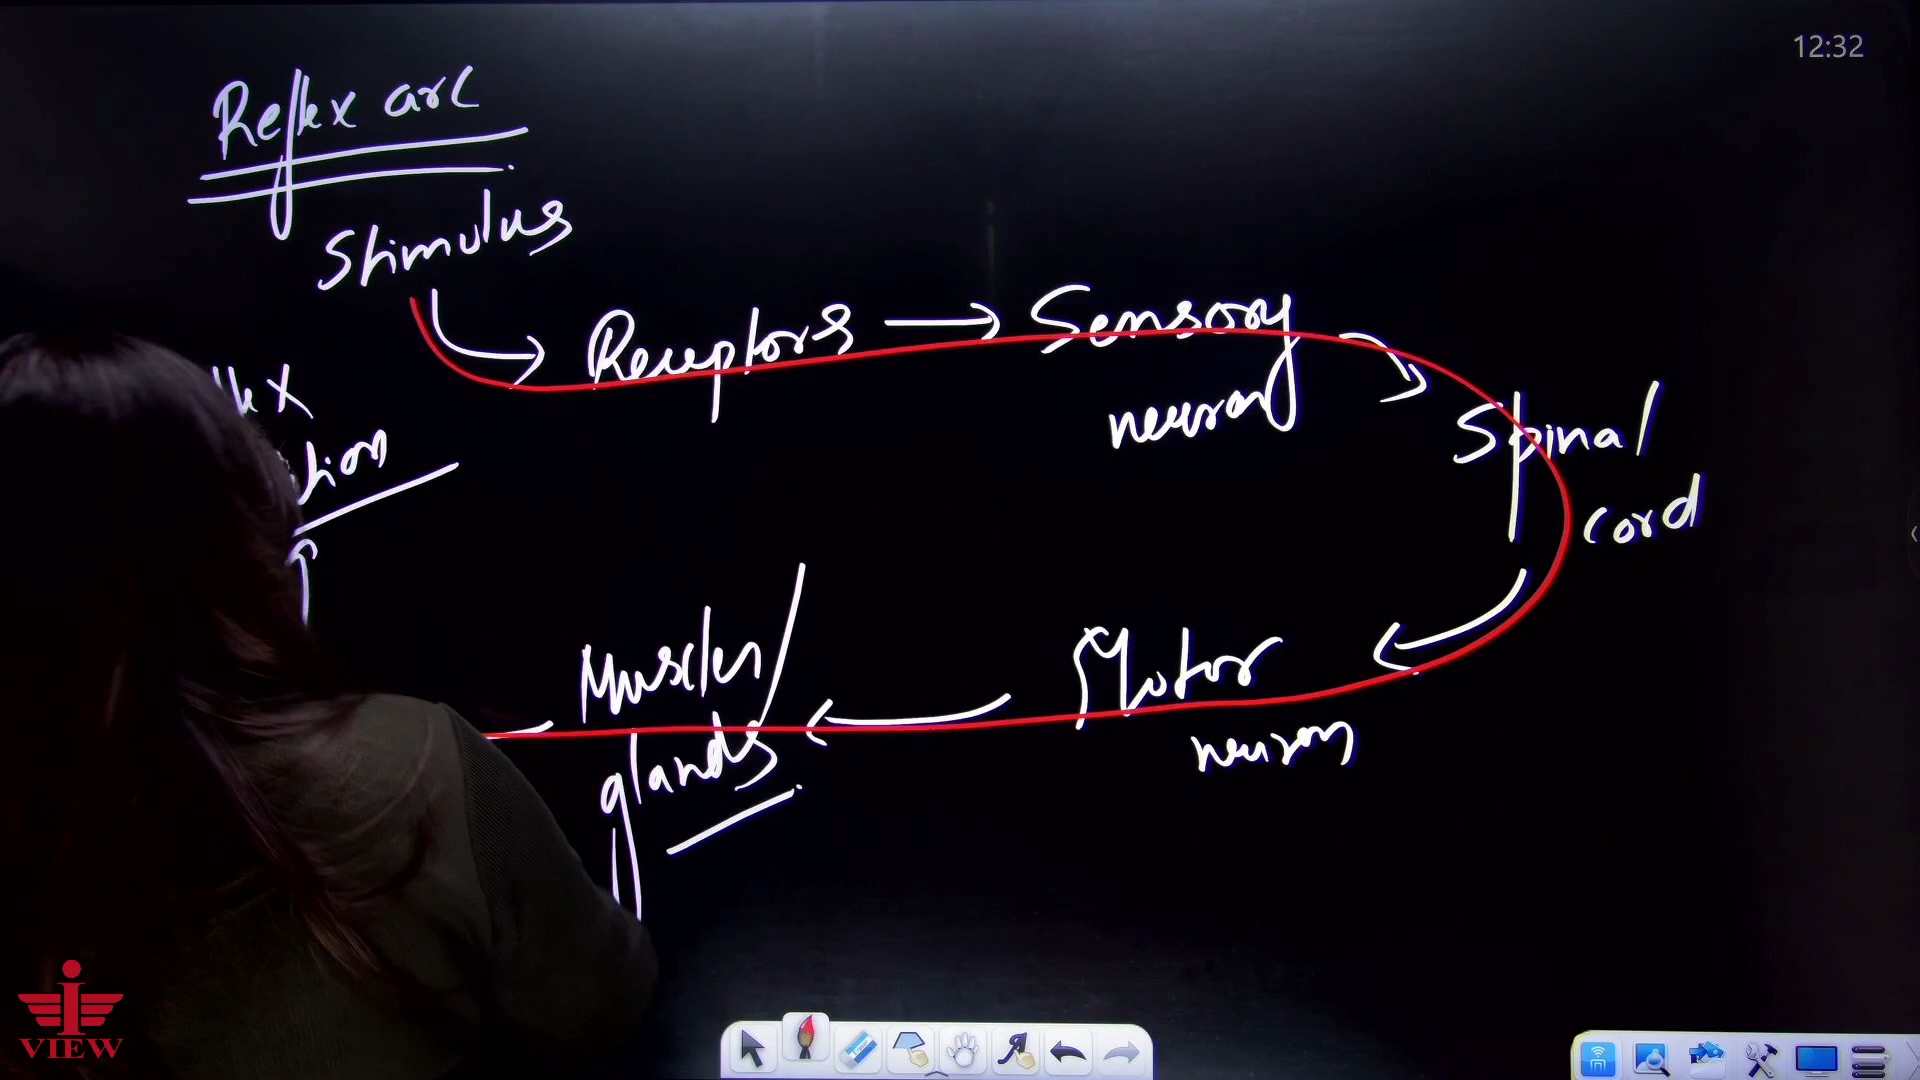 12:32
Reflex arc
Stimulus
Receptors → Sensory
neuron
Spinal
cord
Motor
neuron
Muscles/
glands
VIEW